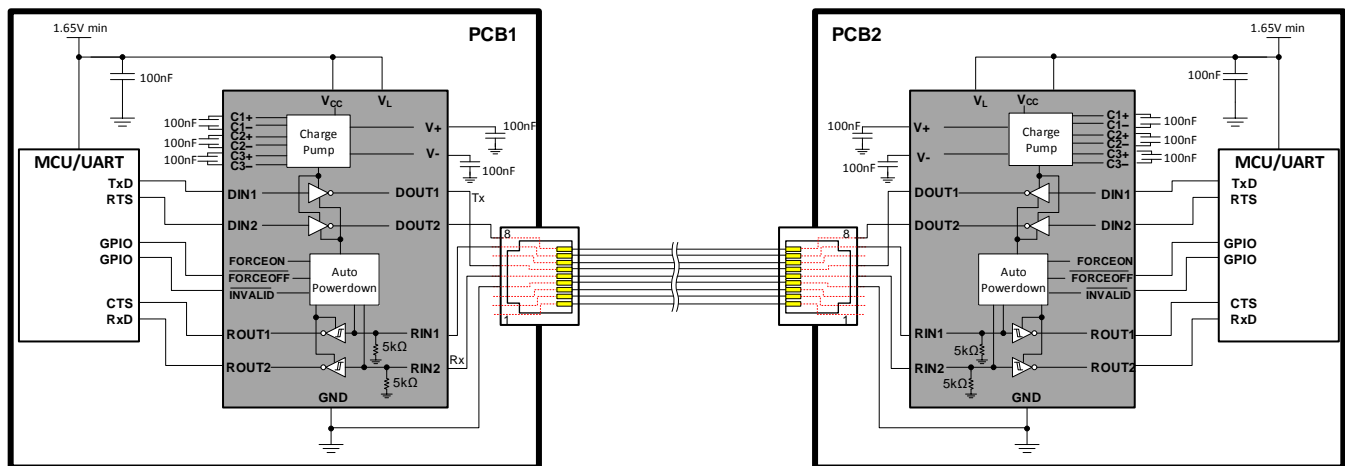 PCB1
1.65V min
100nF
VCC
VL
C1+
C1−
C2+
C2−
C3+
C3−
100nF
100nF
100nF
Charge
Pump
V+
V-
100nF
100nF
MCU/UART
TxD
RTS
GPIO
GPIO
CTS
RxD
DIN1
DIN2
FORCEON
FORCEOFF
INVALID
ROUT1
ROUT2
Auto
Powerdown
DOUT1
Tx
DOUT2
RIN1
5kΩ
Rx
RIN2
5kΩ
GND
8
1
PCB2
1.65V min
100nF
VL
VCC
C1+
C1−
C2+
C2−
C3+
C3−
100nF
100nF
100nF
Charge
Pump
V+
V-
100nF
100nF
MCU/UART
TxD
RTS
GPIO
GPIO
CTS
RxD
DIN1
DIN2
FORCEON
FORCEOFF
INVALID
ROUT1
ROUT2
Auto
Powerdown
DOUT1
DOUT2
RIN1
5kΩ
RIN2
5kΩ
GND
8
1